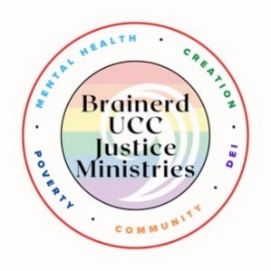 MENTAL HEALTH
CREATION
DEI
COMMUNITY
POVERTY
Brainerd
UCC
Justice
Ministries